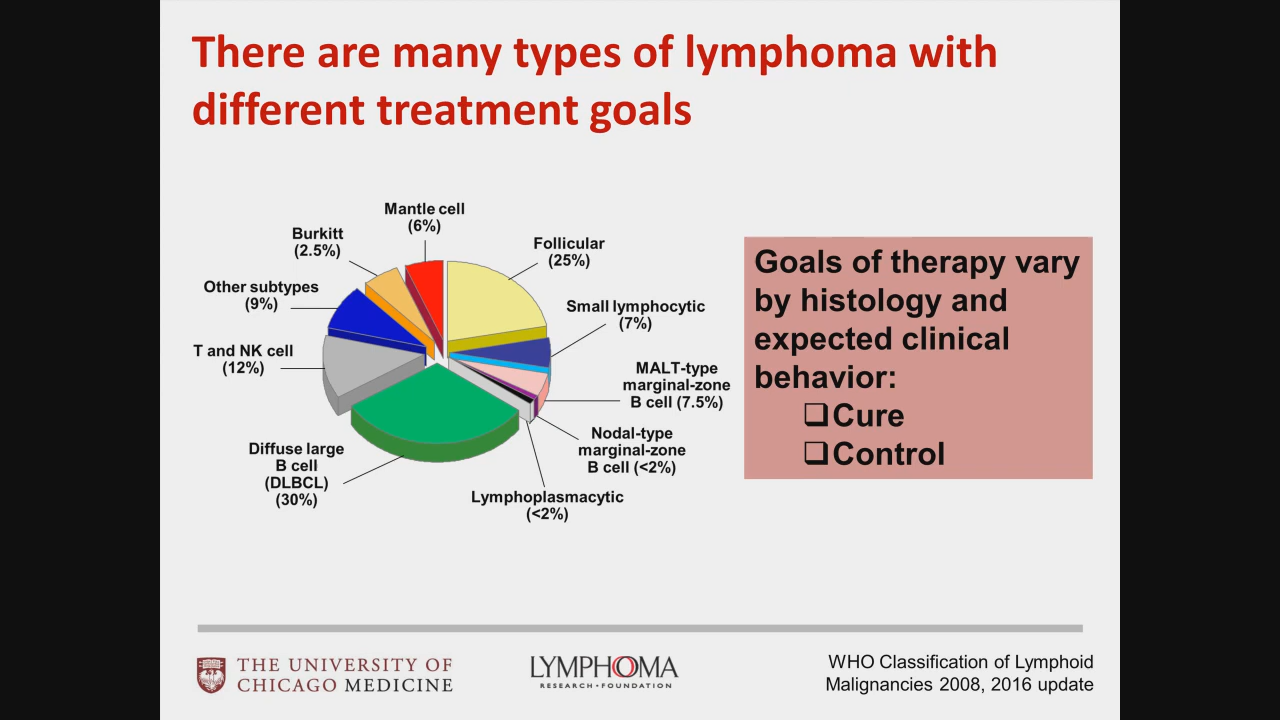 There are many types of lymphoma with
different treatment goals
Mantle cell
(6%)
Burkitt
(2.5%)
Follicular
(25%)
Other subtypes
(9%)
Small lymphocytic
(7%)
T and NK cell
(12%)
MALT-type
marginal-zone
B cell (7.5%)
Nodal-type
marginal-zone
B cell (<2%)
Diffuse large
B cell
(DLBCL)
(30%)
Lymphoplasmacytic
(<2%)
Goals of therapy vary
by histology and
expected clinical
behavior:
❑Cure
❑Control
THE UNIVERSITY OF
CHICAGO MEDICINE
LYMPHOMA
RESEARCH•FOUNDATION
WHO Classification of Lymphoid
Malignancies 2008, 2016 update